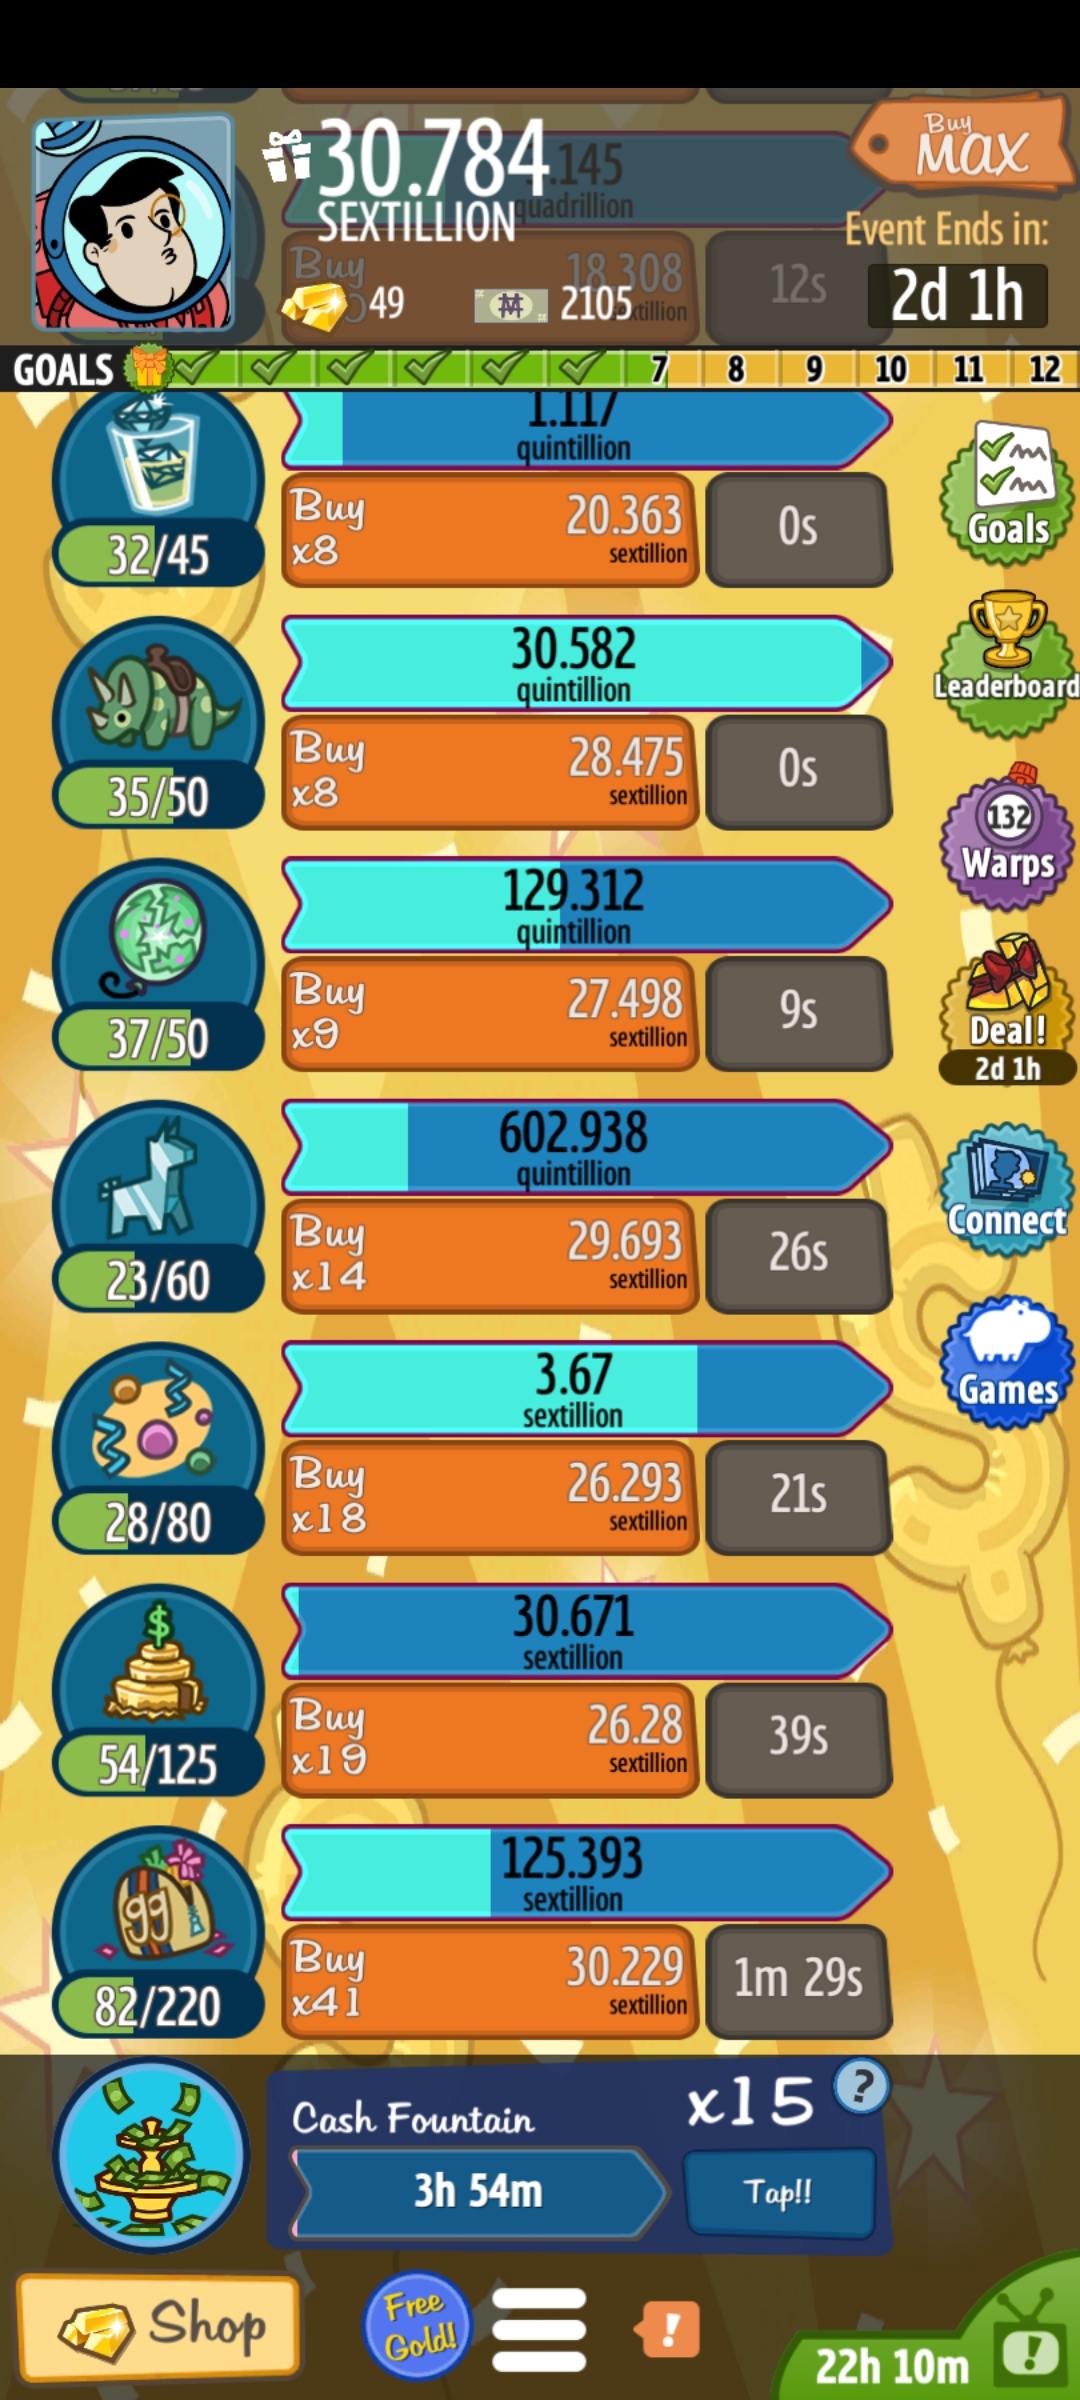 30.784
SEXTILLION
Buy
MAX
.145
quadrillion
Event Ends in:
2d 1h
Buy
18.308
12s
49
2105
GOALS
7 8 9 10 11 12
1.117
quintillion
Buy
x8
20.363
sextillion
0s
32/45
Goals
30.582
quintillion
Buy
x8
28.475
sextillion
0s
35/50
Leaderboard
129.312
quintillion
Buy
x9
27.498
sextillion
9s
37/50
132
Warps
Deal!
2d 1h
602.938
quintillion
Buy
x14
29.693
sextillion
26s
23/60
Connect
3.67
sextillion
Buy
x18
26.293
sextillion
21s
28/80
Games
30.671
sextillion
Buy
x19
26.28
sextillion
39s
54/125
$
125.393
sextillion
Buy
x41
30.229
sextillion
1m 29s
82/220
99
Cash Fountain
x15
?
3h 54m
Tap!!
Shop
Free
Gold!
!
22h 10m
!